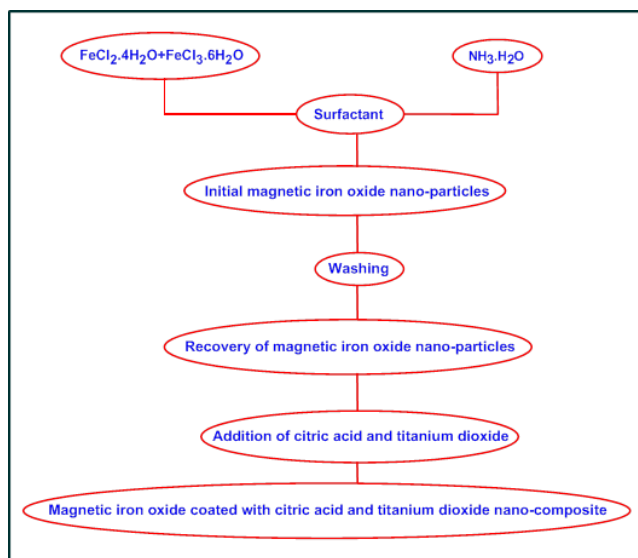 FeCl2.4H2O+FeCl3.6H2O
NH3.H2O
Surfactant
Initial magnetic iron oxide nano-particles
Washing
Recovery of magnetic iron oxide nano-particles
Addition of citric acid and titanium dioxide
Magnetic iron oxide coated with citric acid and titanium dioxide nano-composite